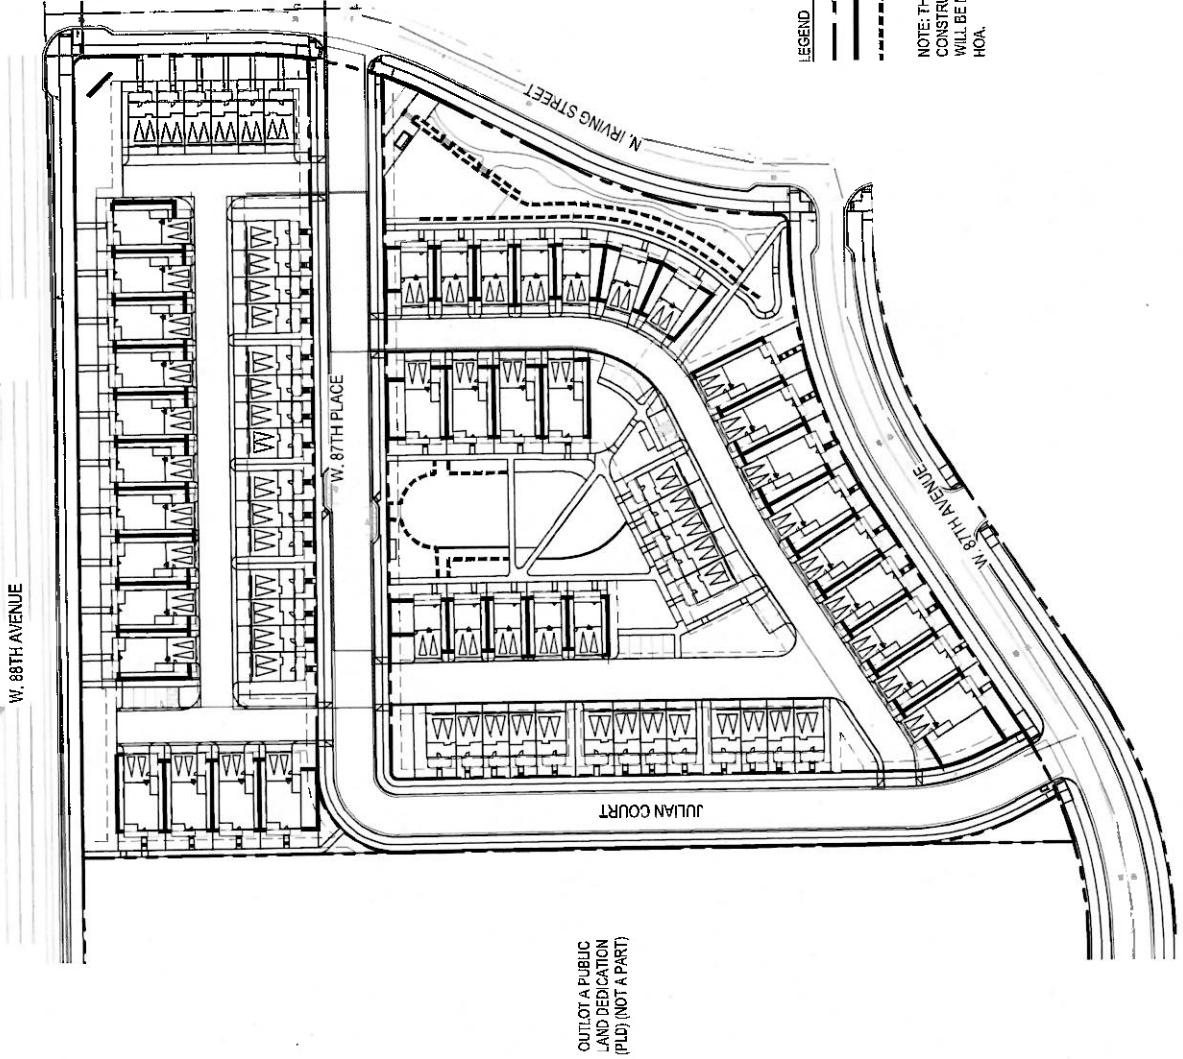 W. 88TH AVENUE
N. IRVING STREET
W. 87TH PLACE
W. 87TH AVENUE
JULIAN COURT
OUTLOT A PUBLIC
LAND DEDICATION
(PLD) (NOT A PART)
LEGEND
NOTE: TH
CONSTRU
WILL BE
HOA.